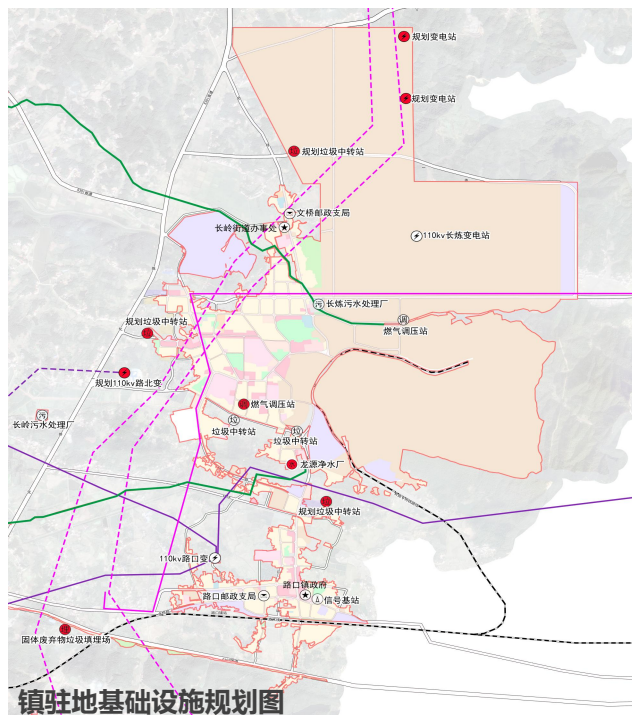 规划变电站
规划变电站
规划垃圾中转站
文桥邮政支局
长岭街道办事处
110kv长炼变电站
长炼污水处理厂
污
调
燃气调压站
规划垃圾中转站
垃
规划110kv路北变
污
长岭污水处理厂
燃气调压站
垃
垃圾中转站
垃
垃圾中转站
龙源净水厂
规划垃圾中转站
110kv路口变
路口镇政府
路口邮政支局
信号基站
固体废弃物垃圾填埋场
镇驻地基础设施规划图